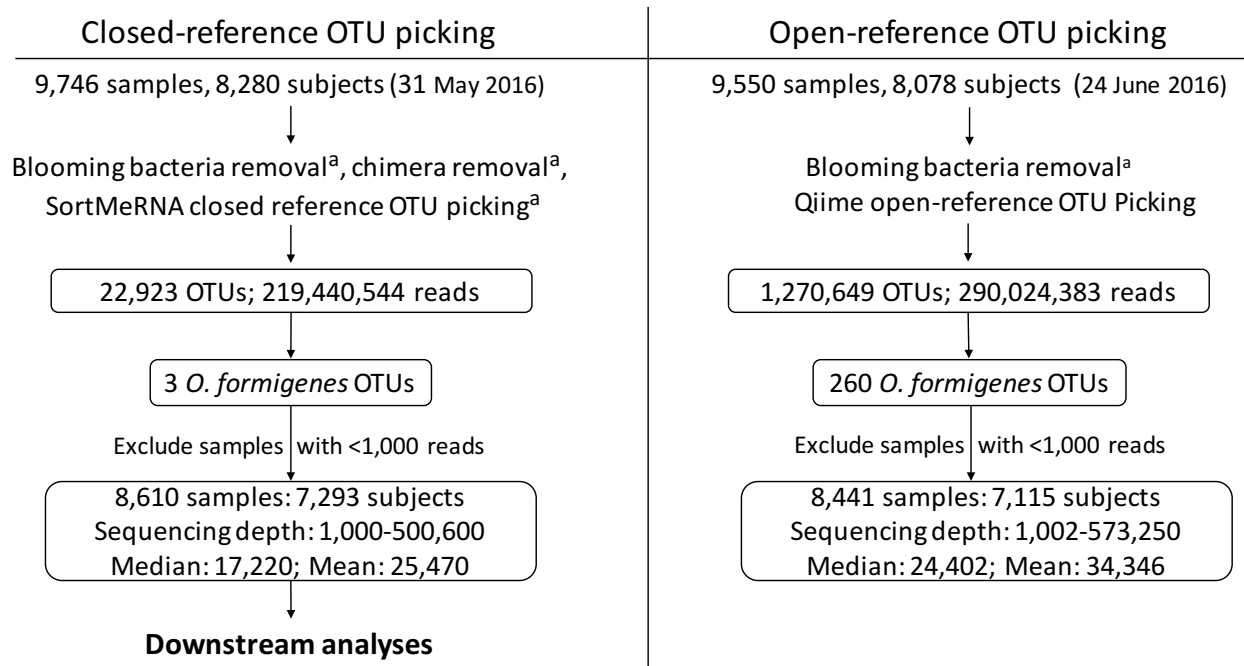 Closed-reference OTU picking
9,746 samples, 8,280 subjects (31 May 2016)
Blooming bacteria removalᵃ, chimera removalᵃ,
SortMeRNA closed reference OTU pickingᵃ
22,923 OTUs; 219,440,544 reads
3 O. formigenes OTUs
Exclude samples with <1,000 reads
8,610 samples: 7,293 subjects
Sequencing depth: 1,000-500,600
Median: 17,220; Mean: 25,470
Downstream analyses
Open-reference OTU picking
9,550 samples, 8,078 subjects (24 June 2016)
Blooming bacteria removalᵃ
Qiime open-reference OTU Picking
1,270,649 OTUs; 290,024,383 reads
260 O. formigenes OTUs
Exclude samples with <1,000 reads
8,441 samples: 7,115 subjects
Sequencing depth: 1,002-573,250
Median: 24,402; Mean: 34,346